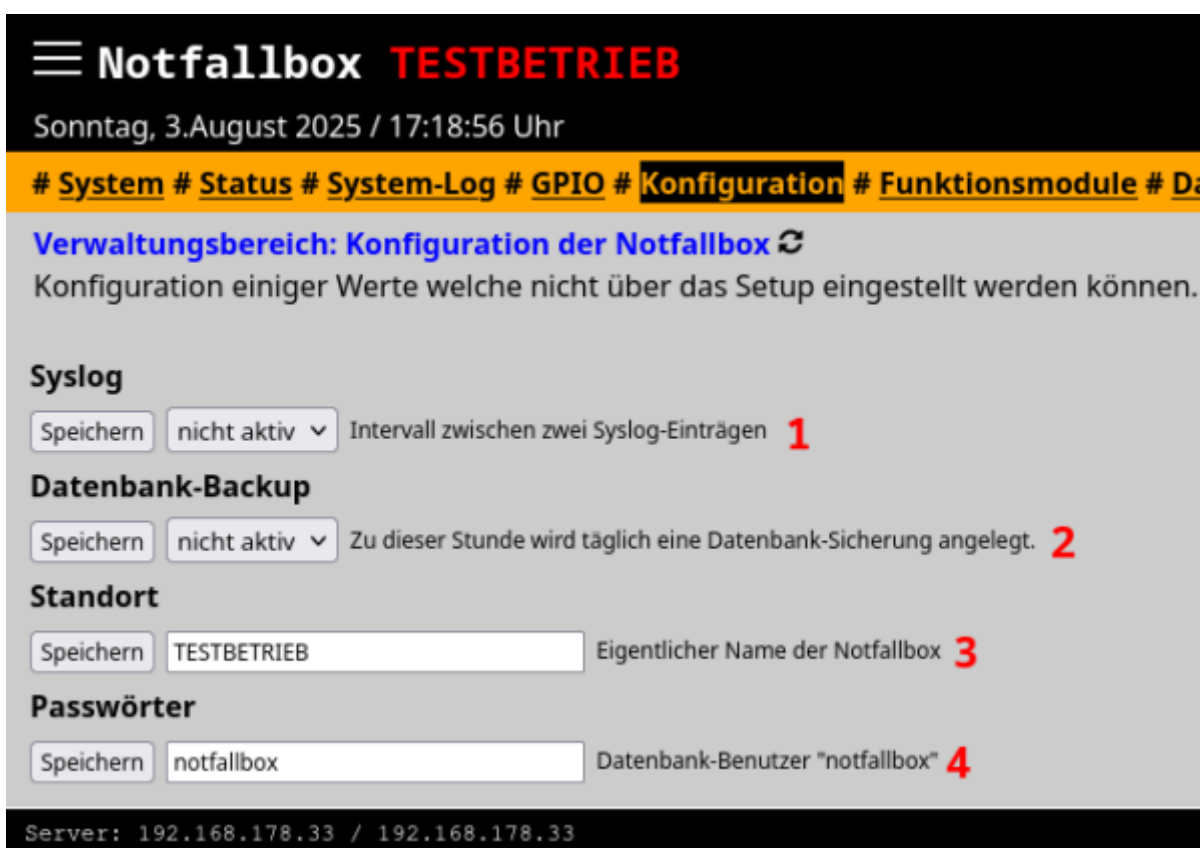 Notfallbox TESTBETRIEB
Sonntag, 3.August 2025 / 17:18:56 Uhr
# System # Status # System-Log # GPIO # Konfiguration # Funktionsmodule # Da
Verwaltungsbereich: Konfiguration der Notfallbox
Konfiguration einiger Werte welche nicht über das Setup eingestellt werden können.
Syslog
Speichern nicht aktiv Intervall zwischen zwei Syslog-Einträgen 1
Datenbank-Backup
Speichern nicht aktiv Zu dieser Stunde wird täglich eine Datenbank-Sicherung angelegt. 2
Standort
Speichern TESTBETRIEB Eigentlicher Name der Notfallbox 3
Passwörter
Speichern notfallbox Datenbank-Benutzer "notfallbox" 4
Server: 192.168.178.33 / 192.168.178.33